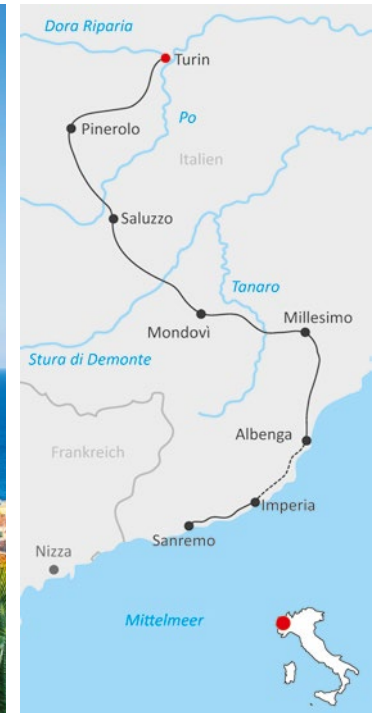 Dora Riparia
Turin
Po
Pinerolo
Italien
Saluzzo
Tanaro
Millesimo
Mondovì
Stura di Demonte
Albenga
Frankreich
Imperia
Sanremo
Nizza
Mittelmeer